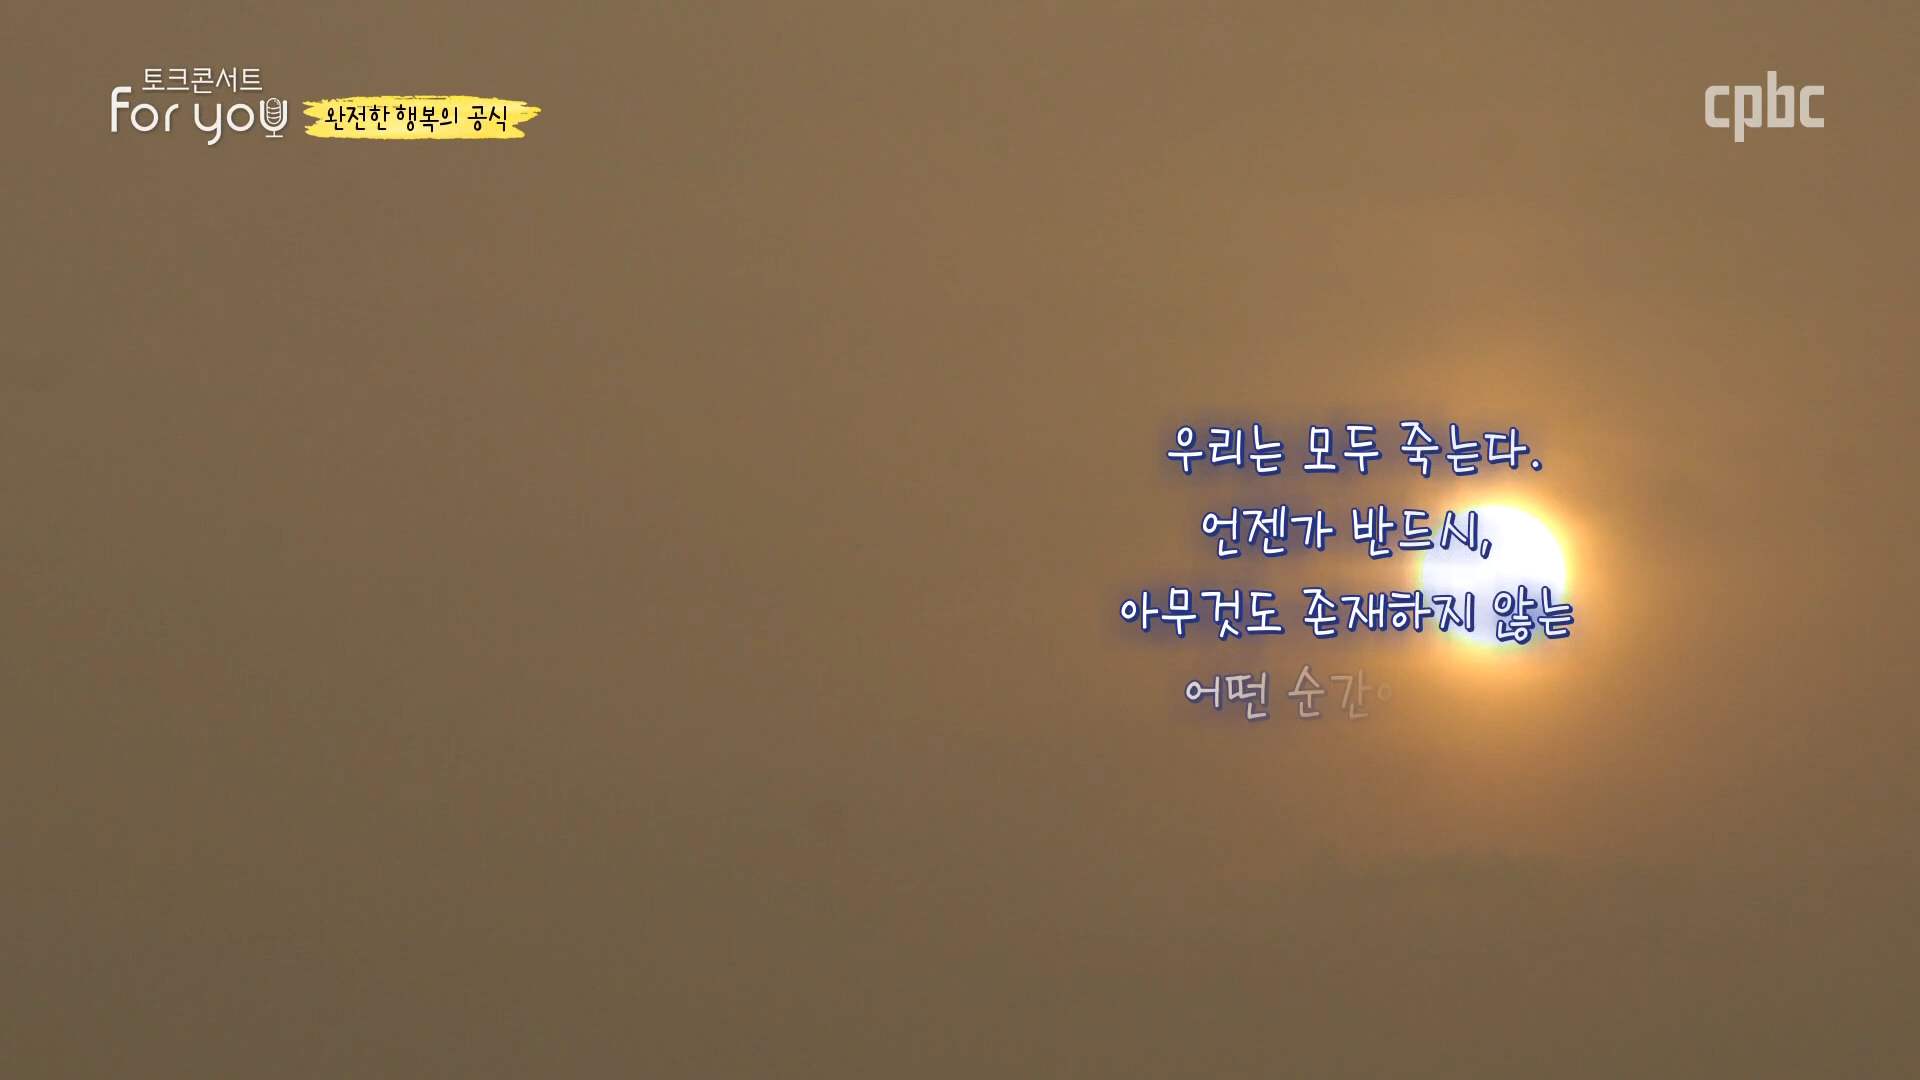 토크콘서트
for you
완전한 행복의 공식
cpbc
우리는 모두 죽는다.
언젠가 반드시,
아무것도 존재하지 않는
어떤 순간